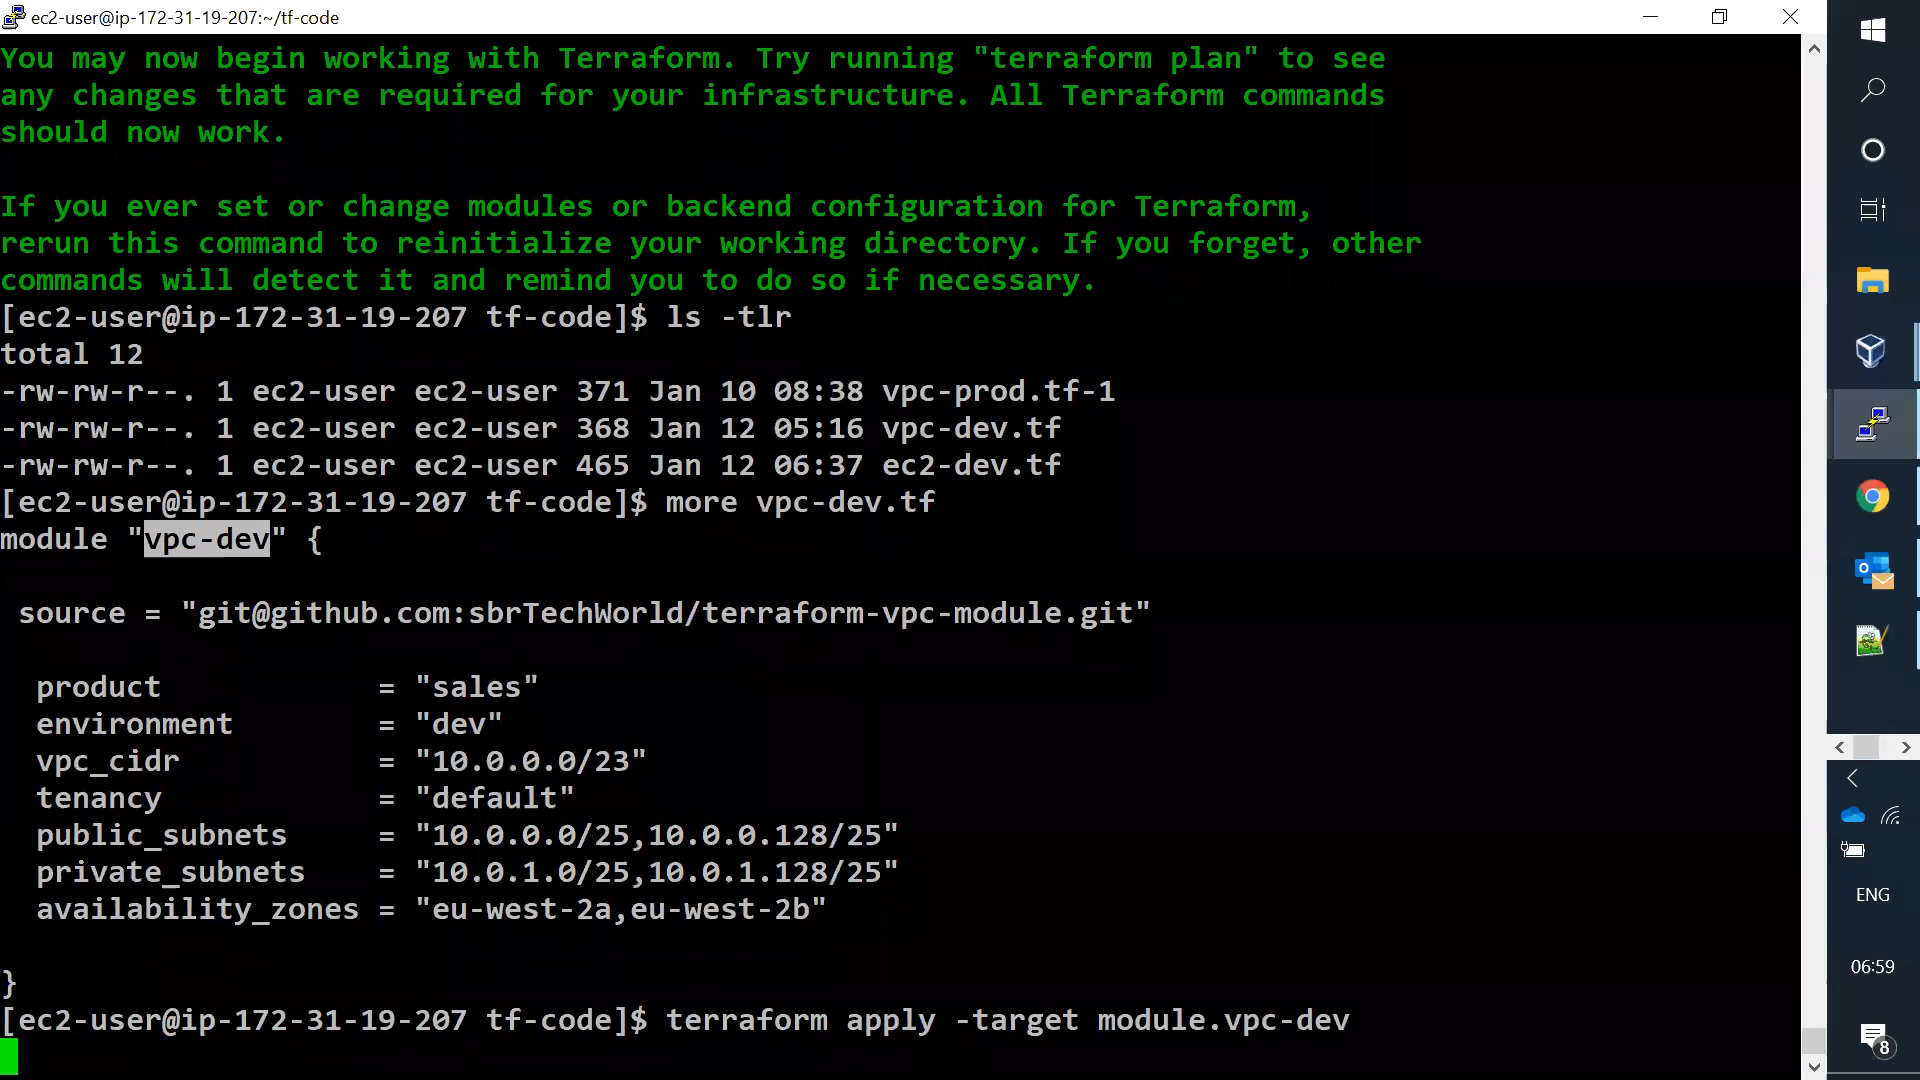 ec2-user@ip-172-31-19-207:~/tf-code
You may now begin working with Terraform. Try running "terraform plan" to see
any changes that are required for your infrastructure. All Terraform commands
should now work.
If you ever set or change modules or backend configuration for Terraform,
rerun this command to reinitialize your working directory. If you forget, other
commands will detect it and remind you to do so if necessary.
[ec2-user@ip-172-31-19-207 tf-code]$ ls -tlr
total 12
-rw-rw-r--. 1 ec2-user ec2-user 371 Jan 10 08:38 vpc-prod.tf-1
-rw-rw-r--. 1 ec2-user ec2-user 368 Jan 12 05:16 vpc-dev.tf
-rw-rw-r--. 1 ec2-user ec2-user 465 Jan 12 06:37 ec2-dev.tf
[ec2-user@ip-172-31-19-207 tf-code]$ more vpc-dev.tf
module "vpc-dev" {
source = "git@github.com:sbrTechWorld/terraform-vpc-module.git"
product = "sales"
environment = "dev"
vpc_cidr = "10.0.0.0/23"
tenancy = "default"
public_subnets = "10.0.0.0/25,10.0.0.128/25"
private_subnets = "10.0.1.0/25,10.0.1.128/25"
availability_zones = "eu-west-2a,eu-west-2b"
}
[ec2-user@ip-172-31-19-207 tf-code]$ terraform apply -target module.vpc-dev
ENG
06:59
8